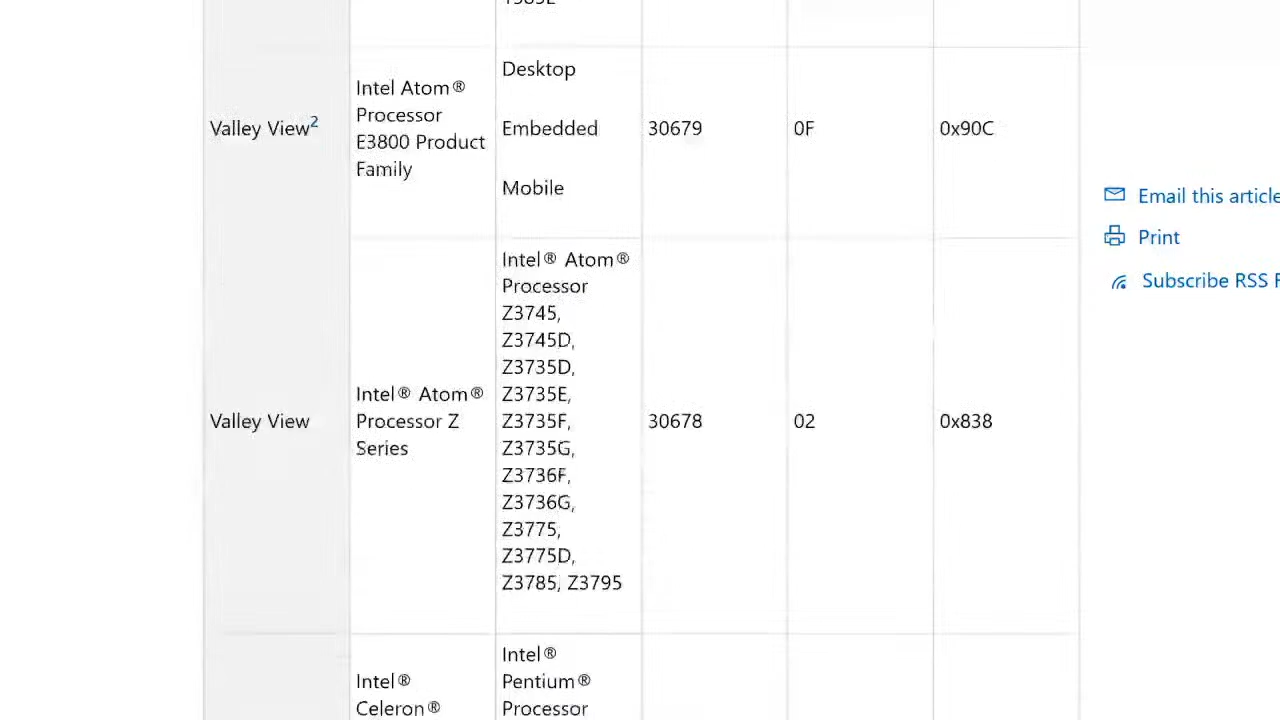 Desktop
Intel Atom®
Processor
E3800 Product
Family
Valley View2
Embedded
30679
0F
0x90C
Mobile
Intel® Atom®
Processor
Z3745,
Z3745D,
Z3735D,
Z3735E,
Z3735F,
Z3735G,
Z3736F,
Z3736G,
Z3775,
Z3775D,
Z3785, Z3795
Valley View
Intel® Atom®
Processor Z
Series
30678
02
0x838
Intel®
Celeron®
Intel®
Pentium®
Processor
Email this article
Print
Subscribe RSS F